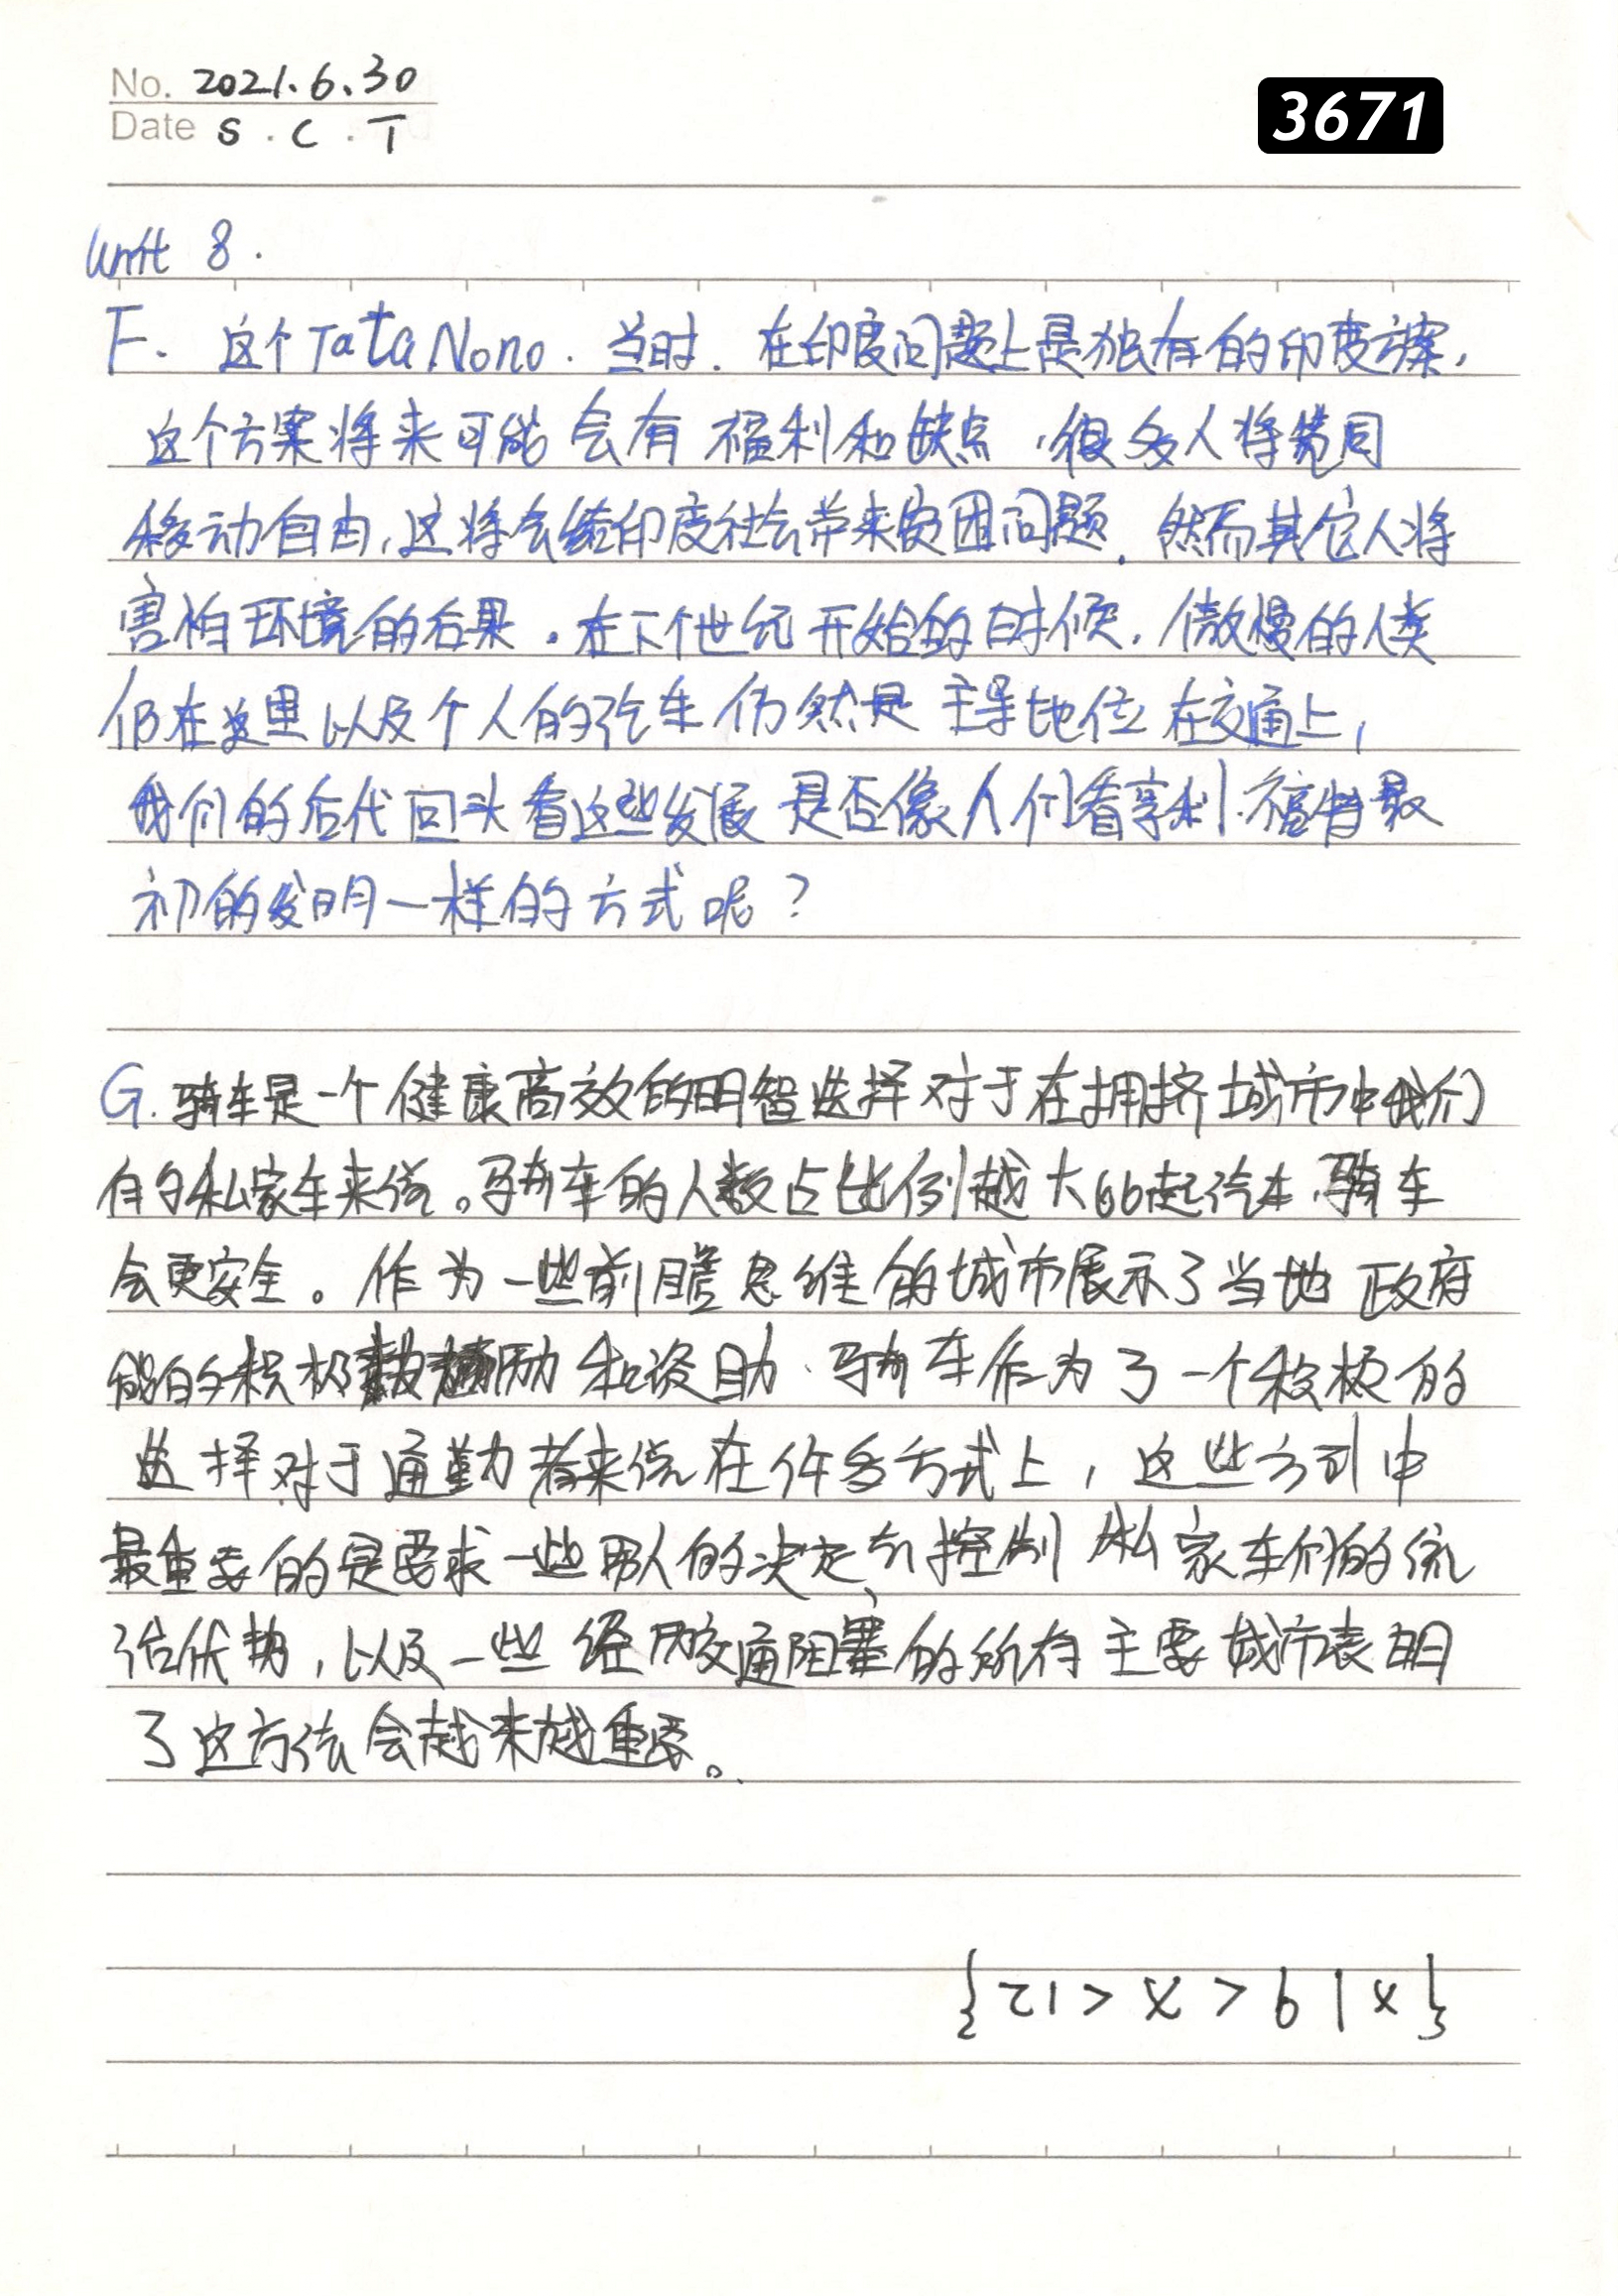 No. 2021.6.30
Date S . C . T
3671
Unit 8.
F. 这个Tata Nono. 当时. 在印度问题上是独有的印度方案,
这个方案将来可能会有福利和缺点,很多人将凭同
移动自由,这将会给印度社会带来贫困问题. 然而其它人将
害怕环境的后果. 在下个世纪开始的时候. 傲慢的人类
仍在这里以及个人的汽车仍然是主导地位在交通上,
我们的后代回头看这些发展是否像人们看亨利.福特最
初的发明一样的方式呢?
G. 骑车是一个健康高效的明智选择对于在拥挤城市中我们
有的私家车来说。骑车的人数占比例越大比起汽车,骑车
会更安全。作为一些前瞻思维的城市展示了当地政府
的积极励和资助、骑车作为了一个积极的
选择对于通勤者来说在许多方式上,这些方式中
最重要的是要求一些男人的决定去控制私家车们的统
治优势,以及一些经历交通阻塞的所有主要城市表明
了这方法会越来越重要。
{x|9<x<12}